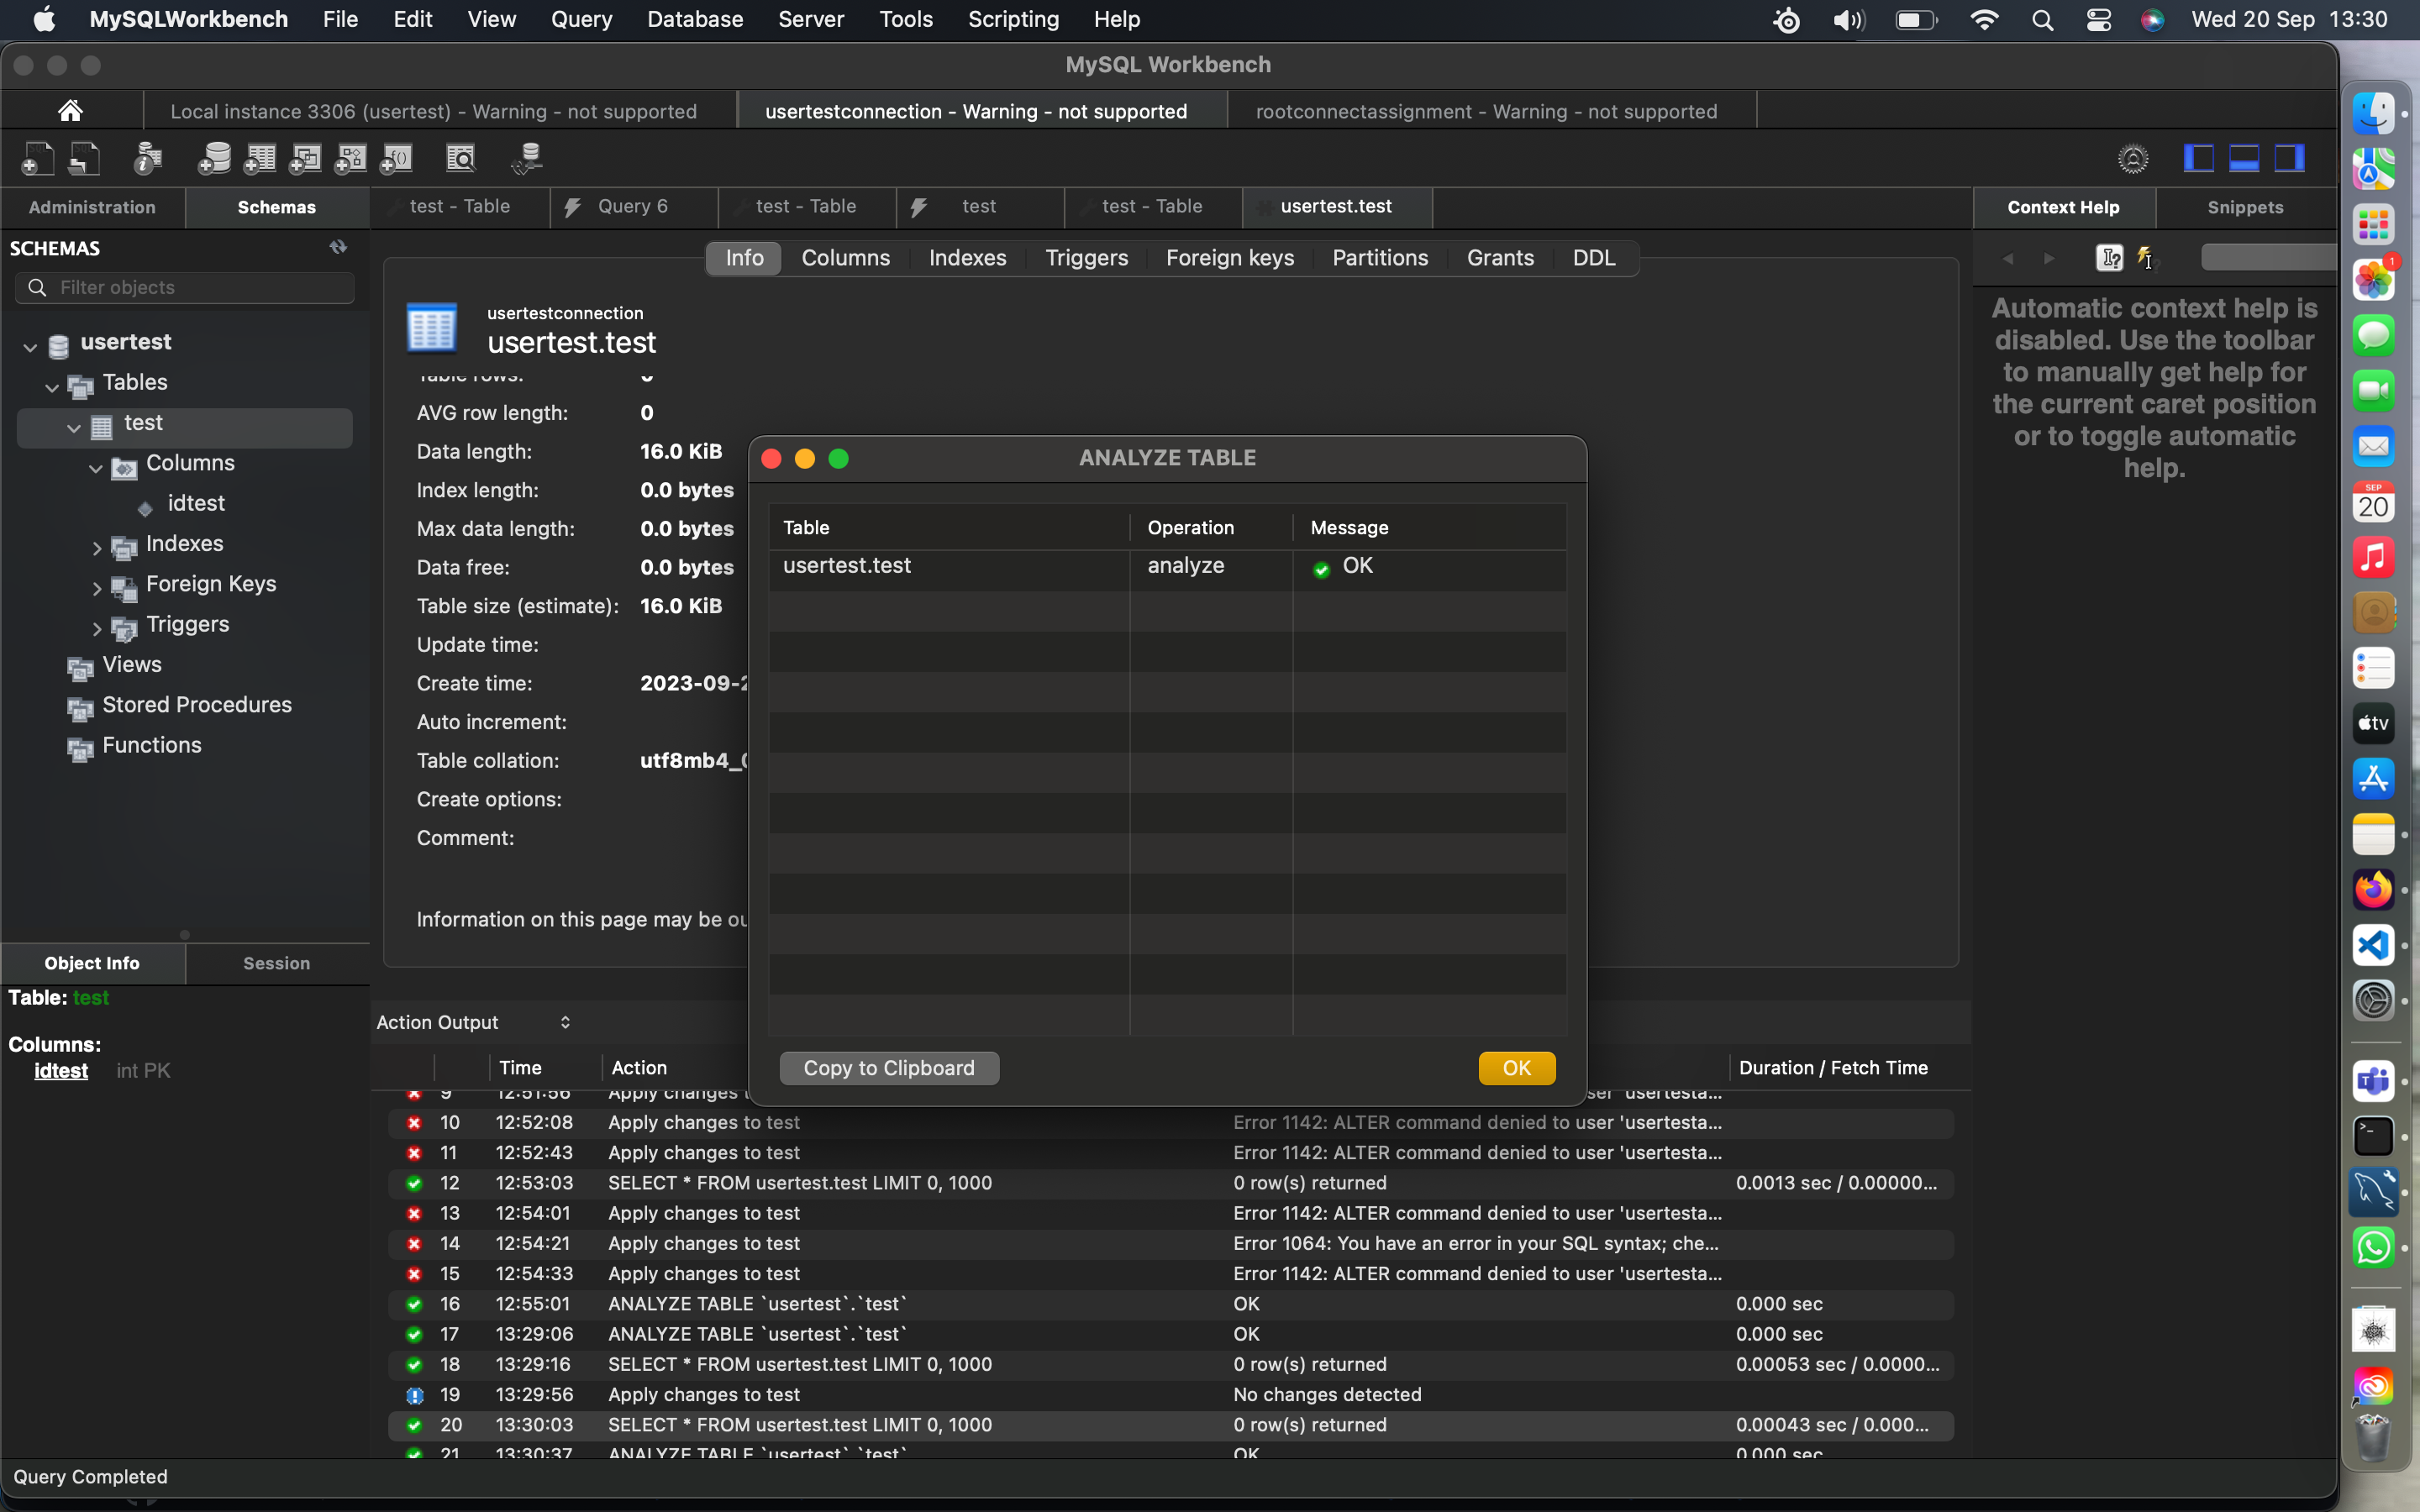 MySQLWorkbench File Edit View Query Database Server Tools Scripting Help Wed 20 Sep 13:30
MySQL Workbench
Local instance 3306 (usertest) - Warning - not supported usertestconnection - Warning - not supported rootconnectassignment - Warning - not supported
Administration Schemas test - Table Query 6 test - Table test test - Table usertest.test Context Help Snippets
SCHEMAS
Filter objects
usertest
Tables
test
Columns
idtest
Indexes
Foreign Keys
Triggers
Views
Stored Procedures
Functions
Object Info Session
Table: test
Columns:
idtest int PK
Info Columns Indexes Triggers Foreign keys Partitions Grants DDL
usertestconnection
usertest.test
Table rows: 0
AVG row length: 0
Data length: 16.0 KiB
Index length: 0.0 bytes
Max data length: 0.0 bytes
Data free: 0.0 bytes
Table size (estimate): 16.0 KiB
Update time:
Create time: 2023-09-2
Auto increment:
Table collation: utf8mb4_0
Create options:
Comment:
Information on this page may be ou
ANALYZE TABLE
Table Operation Message
usertest.test analyze OK
Copy to Clipboard OK
Automatic context help is
disabled. Use the toolbar
to manually get help for
the current caret position
or to toggle automatic
help.
Action Output
Time Action Duration / Fetch Time
9 12:51:56 Apply changes t ser 'usertesta...
10 12:52:08 Apply changes to test Error 1142: ALTER command denied to user 'usertesta...
11 12:52:43 Apply changes to test Error 1142: ALTER command denied to user 'usertesta...
12 12:53:03 SELECT * FROM usertest.test LIMIT 0, 1000 0 row(s) returned 0.0013 sec / 0.00000...
13 12:54:01 Apply changes to test Error 1142: ALTER command denied to user 'usertesta...
14 12:54:21 Apply changes to test Error 1064: You have an error in your SQL syntax; che...
15 12:54:33 Apply changes to test Error 1142: ALTER command denied to user 'usertesta...
16 12:55:01 ANALYZE TABLE `usertest`.`test` OK 0.000 sec
17 13:29:06 ANALYZE TABLE `usertest`.`test` OK 0.000 sec
18 13:29:16 SELECT * FROM usertest.test LIMIT 0, 1000 0 row(s) returned 0.00053 sec / 0.0000...
19 13:29:56 Apply changes to test No changes detected
20 13:30:03 SELECT * FROM usertest.test LIMIT 0, 1000 0 row(s) returned 0.00043 sec / 0.000...
21 13:30:37 ANALYZE TABLE `usertest`.`test` OK 0.000 sec
Query Completed
1
SEP
20
tv